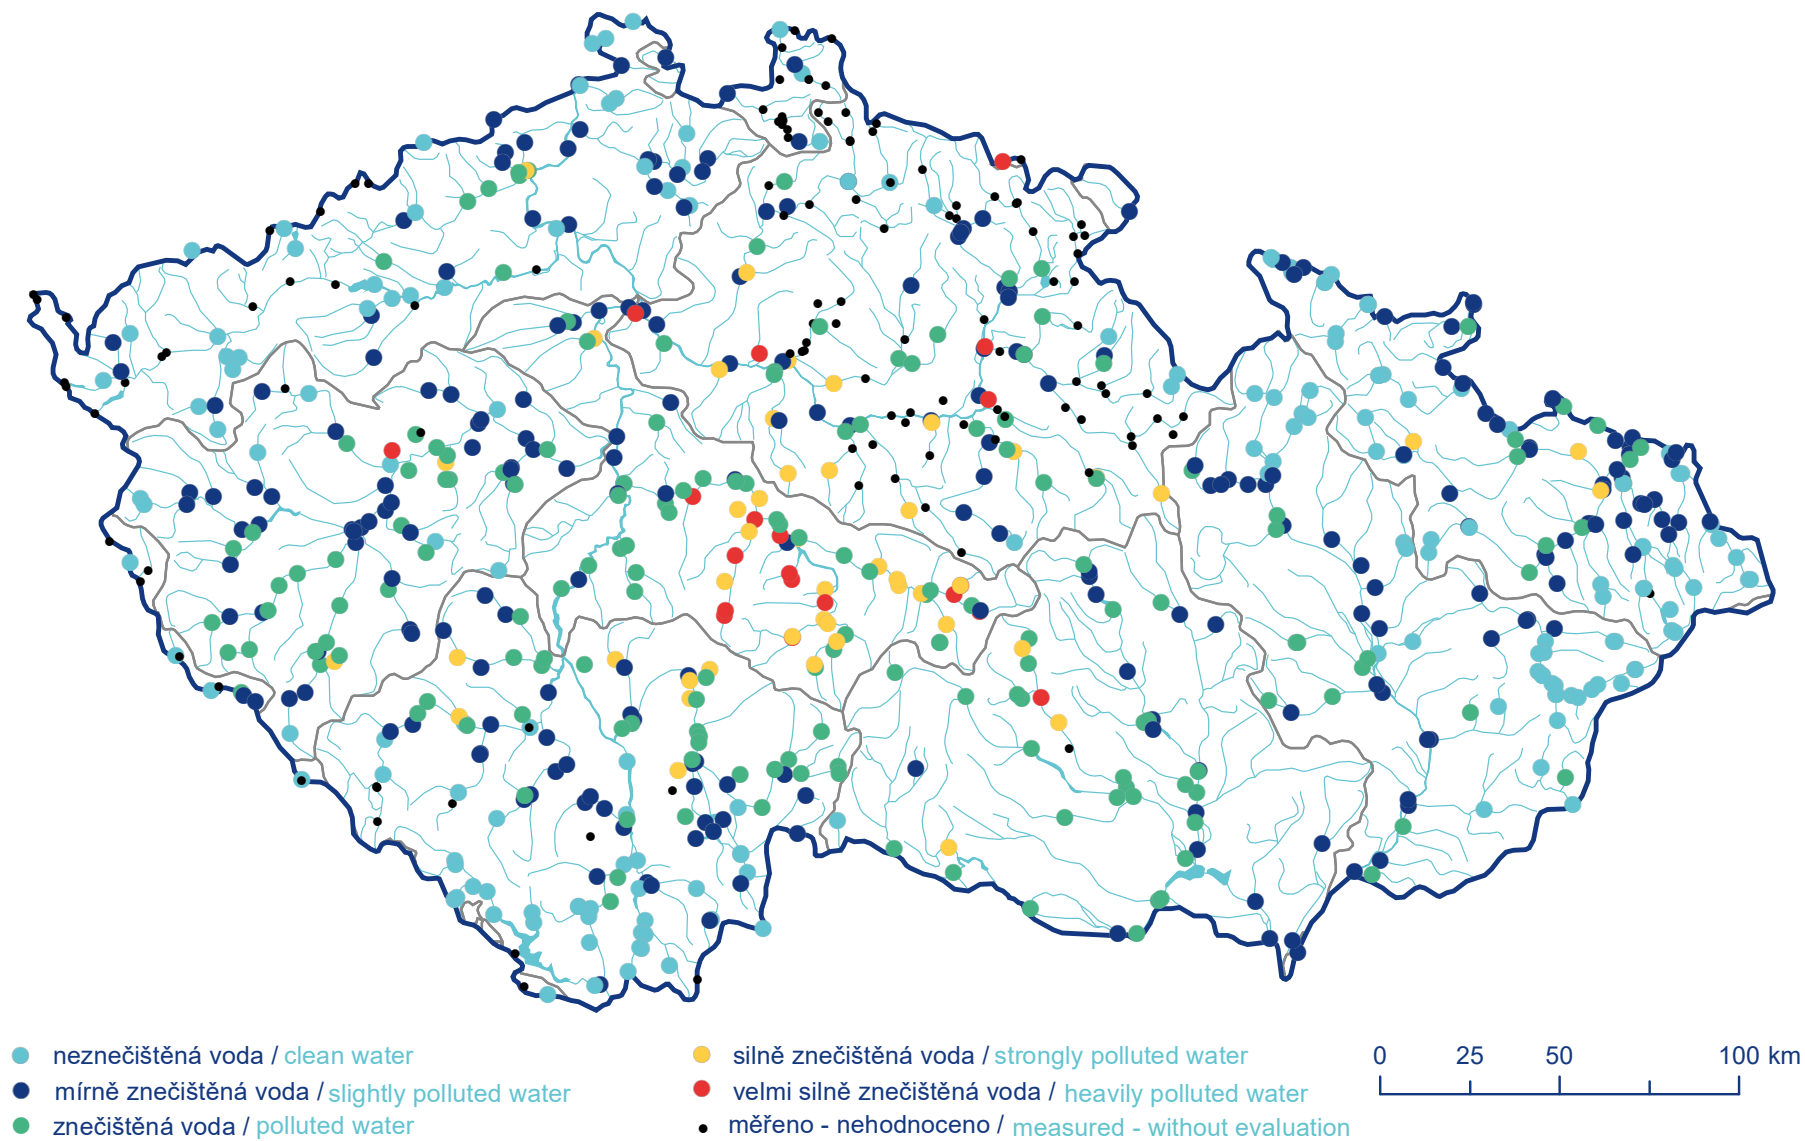 neznečištěná voda / clean water
mírně znečištěná voda / slightly polluted water
znečištěná voda / polluted water
silně znečištěná voda / strongly polluted water
velmi silně znečištěná voda / heavily polluted water
měřeno - nehodnoceno / measured - without evaluation
0 25 50 100 km